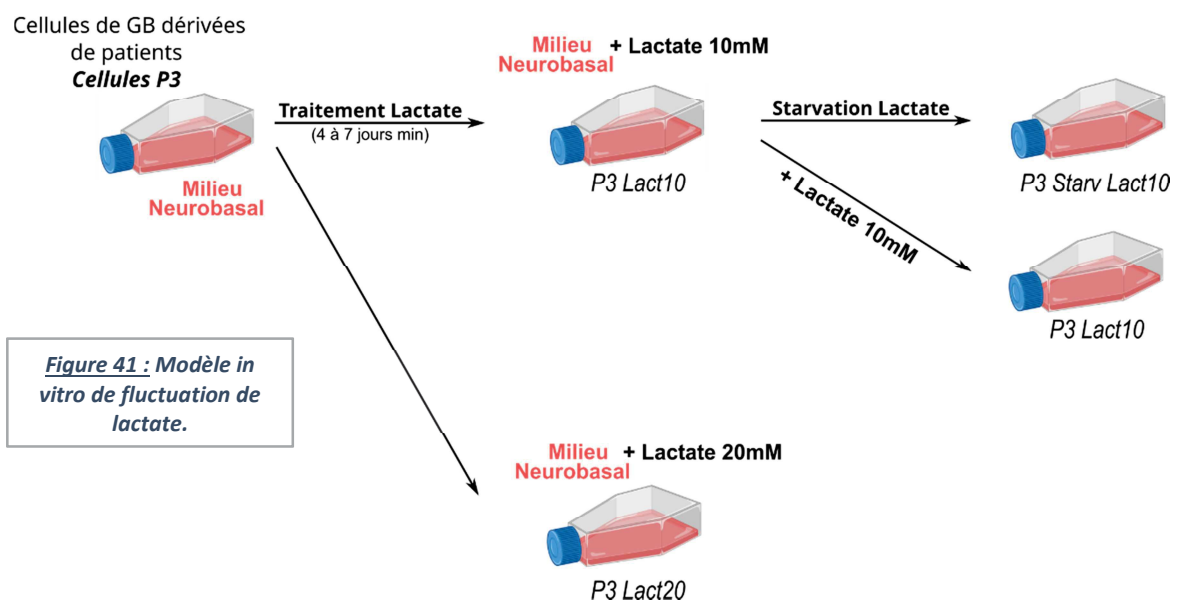 Cellules de GB dérivées
de patients
Cellules P3
Milieu
Neurobasal
Traitement Lactate
(4 à 7 jours min)
Milieu + Lactate 10mM
Neurobasal
P3 Lact10
Starvation Lactate
+ Lactate 10mM
P3 Starv Lact10
P3 Lact10
Figure 41 : Modèle in
vitro de fluctuation de
lactate.
Milieu + Lactate 20mM
Neurobasal
P3 Lact20